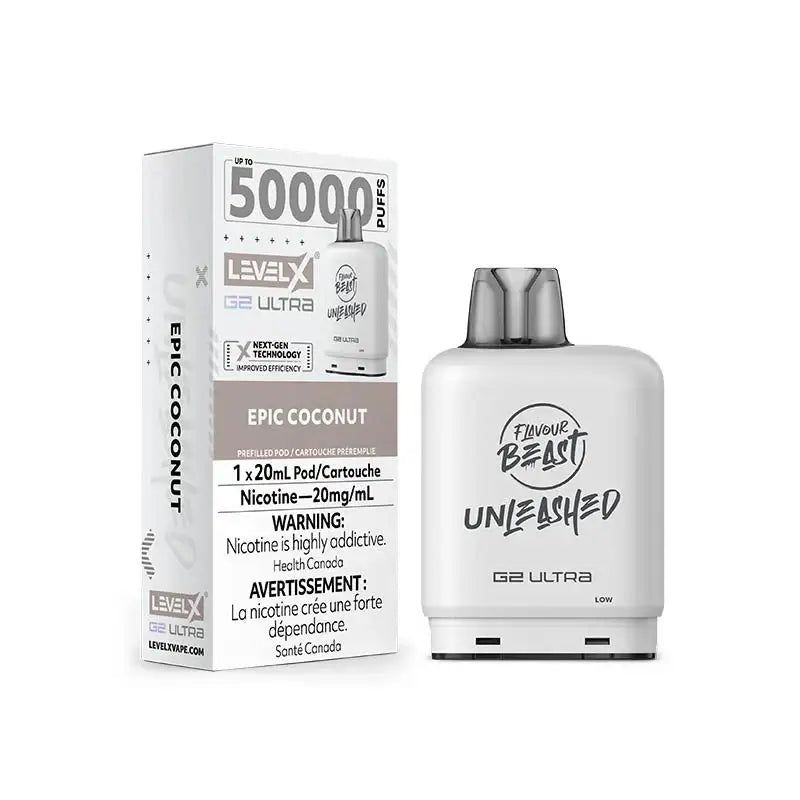 UP TO
50000
PUFFS
LEVELX®
G2 ULTRA
FLAVOUR
BEAST
UNLEASHED
G2 ULTRA
LOW
X NEXT-GEN
TECHNOLOGY
IMPROVED EFFICIENCY
EPIC COCONUT
PREFILLED POD / CARTOUCHE PRÉREMPLIE
1 x 20mL Pod/Cartouche
Nicotine—20mg/mL
WARNING:
Nicotine is highly addictive.
Health Canada
AVERTISSEMENT :
La nicotine crée une forte
dépendance.
Santé Canada
EPIC COCONUT
LEVELX
G2 ULTRA
LEVELXVAPE.COM
FLAVOUR
BEAST
UNLEASHED
G2 ULTRA
LOW